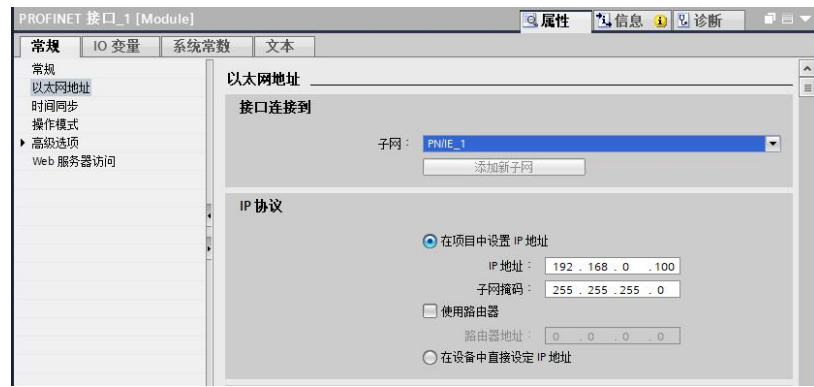 PROFINET 接口_1 [Module]
属性 信息 诊断
常规 IO 变量 系统常数 文本
常规
以太网地址
时间同步
操作模式
高级选项
Web 服务器访问
以太网地址
接口连接到
子网： PN/IE_1
添加新子网
IP 协议
在项目中设置 IP 地址
IP 地址： 192 . 168 . 0 . 100
子网掩码： 255 . 255 . 255 . 0
使用路由器
路由器地址： 0 . 0 . 0 . 0
在设备中直接设定 IP 地址